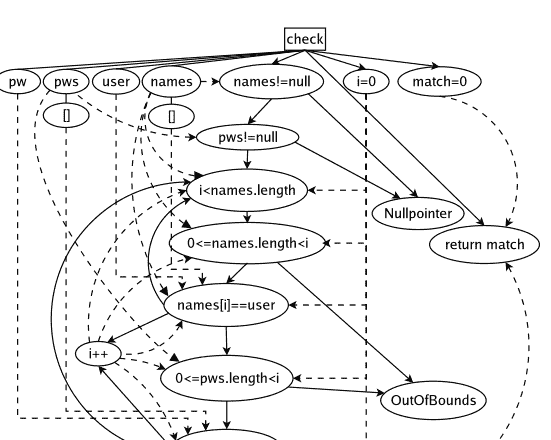 check
pw
pws
user
names
names!=null
i=0
match=0
[]
[]
pws!=null
i<names.length
Nullpointer
0<=names.length<i
return match
names[i]==user
i++
0<=pws.length<i
OutOfBounds